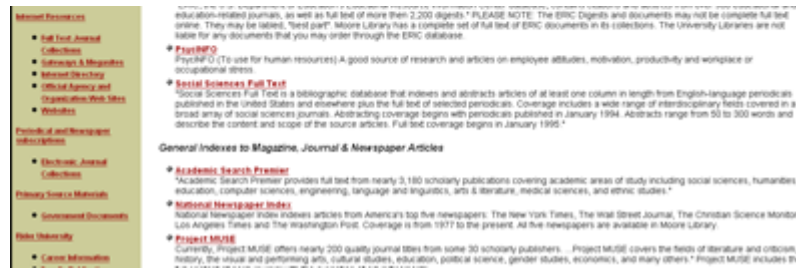 Internet Resources
Full Text Journal
Collections
Gateways & Megasites
Internet Directory
Official Agency and
Organization Web Sites
Websites
Periodical and Newspaper
subscriptions
Electronic Journal
Collections
Primary Source Materials
Government Documents
Rider University
Career Information
education-related journals, as well as full text of more then 2,200 digests." PLEASE NOTE: The ERIC Digests and documents may not be complete full text
online. They may be labled, "best part". Moore Library has a complete set of full text of ERIC documents in its collections. The University Libraries are not
liable for any documents that you may order through the ERIC database.
PsycINFO
PsycINFO (To use for human resources) A good source of research and articles on employee attitudes, motivation, productivity and workplace or
occupational stress.
Social Sciences Full Text
"Social Sciences Full Text is a bibliographic database that indexes and abstracts articles of at least one column in length from English-language periodicals
published in the United States and elsewhere plus the full text of selected periodicals. Coverage includes a wide range of interdisciplinary fields covered in a
broad array of social sciences journals. Abstracting coverage begins with periodicals published in January 1994. Abstracts range from 50 to 300 words and
describe the content and scope of the source articles. Full text coverage begins in January 1995."
General Indexes to Magazine, Journal & Newspaper Articles
Academic Search Premier
"Academic Search Premier provides full text from nearly 3,180 scholarly publications covering academic areas of study including social sciences, humanities
education, computer sciences, engineering, language and linguistics, arts & literature, medical sciences, and ethnic studies."
National Newspaper Index
National Newspaper Index indexes articles from America's top five newspapers: The New York Times, The Wall Street Journal, The Christian Science Monitor
Los Angeles Times and The Washington Post. Coverage is from 1977 to the present. All five newspapers are available in Moore Library.
Project MUSE
Currently, Project MUSE offers nearly 200 quality journal titles from some 30 scholarly publishers. ...Project MUSE covers the fields of literature and criticism
history, the visual and performing arts, cultural studies, education, political science, gender studies, economics, and many others." Project MUSE includes th